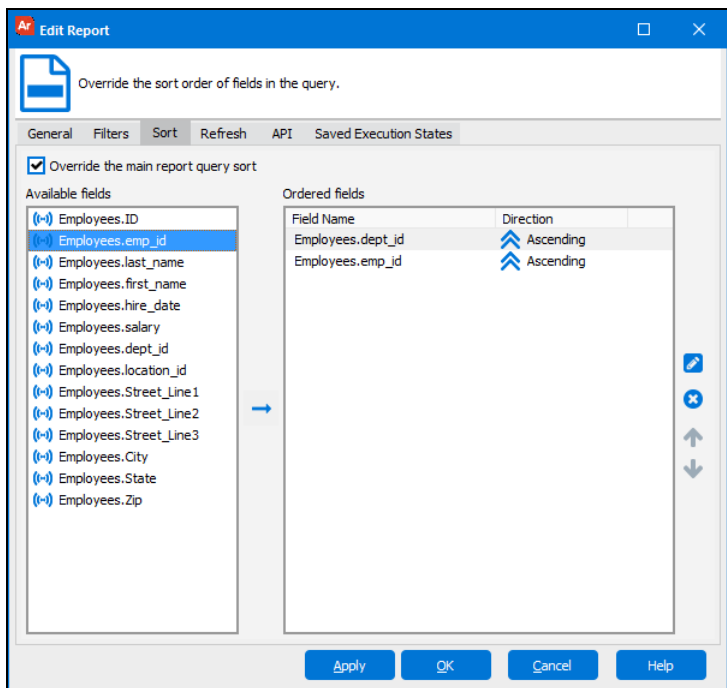 Ar Edit Report
Override the sort order of fields in the query.
General Filters Sort Refresh API Saved Execution States
Override the main report query sort
Available fields
Employees.ID
Employees.emp_id
Employees.last_name
Employees.first_name
Employees.hire_date
Employees.salary
Employees.dept_id
Employees.location_id
Employees.Street_Line1
Employees.Street_Line2
Employees.Street_Line3
Employees.City
Employees.State
Employees.Zip
Ordered fields
Field Name Direction
Employees.dept_id Ascending
Employees.emp_id Ascending
Apply OK Cancel Help